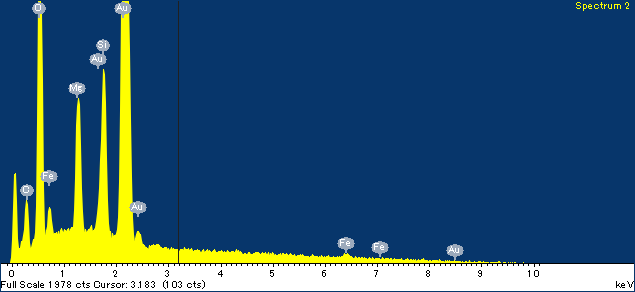 Spectrum 2
O Au
Si
Au
Mg
Fe
O
Au
Fe Fe Au
0 1 2 3 4 5 6 7 8 9 10
Full Scale 1978 cts Cursor: 3.183 (103 cts) keV